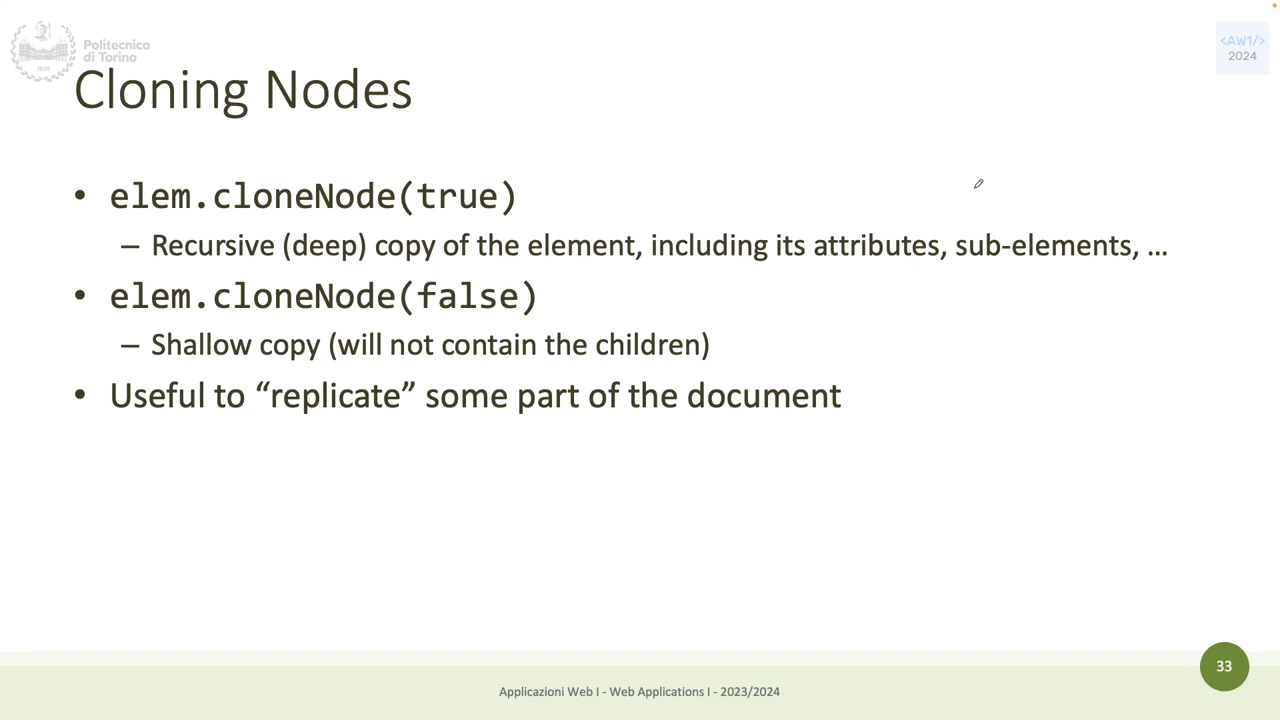 Politecnico
di Torino
1859
<AW1/>
2024
Cloning Nodes
• elem.cloneNode(true)
– Recursive (deep) copy of the element, including its attributes, sub-elements, …
• elem.cloneNode(false)
– Shallow copy (will not contain the children)
• Useful to “replicate” some part of the document
33
Applicazioni Web I - Web Applications I - 2023/2024